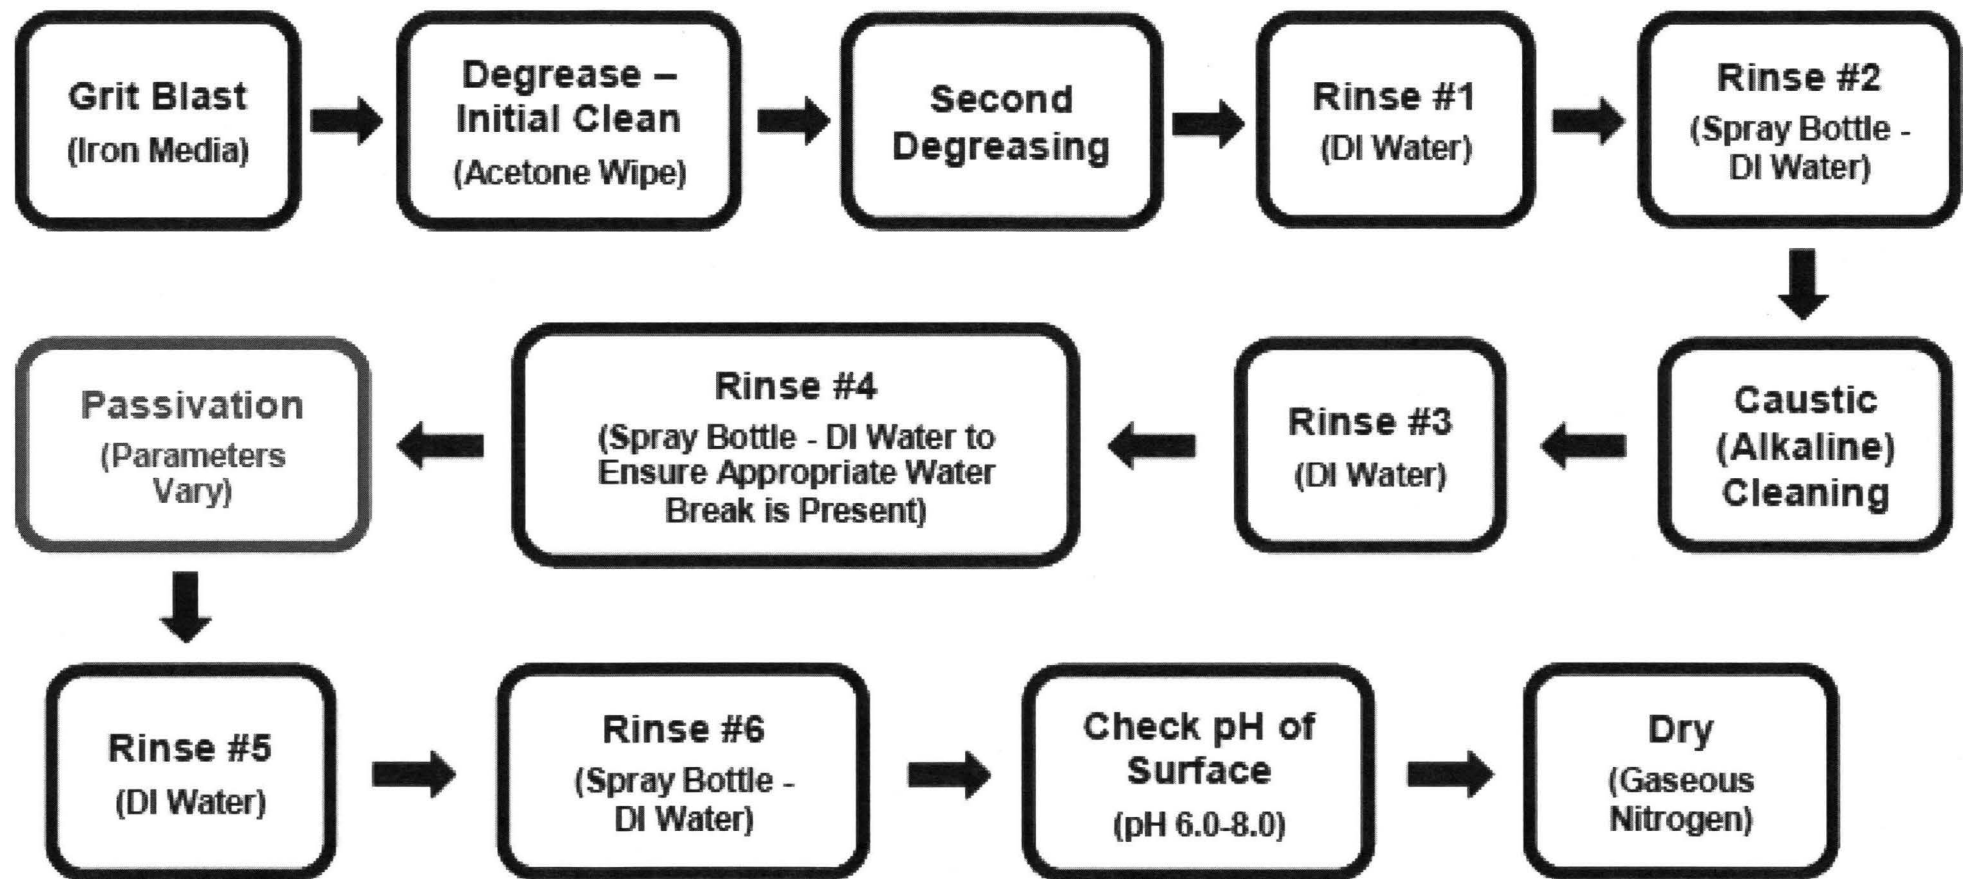 Grit Blast
(Iron Media)
Degrease –
Initial Clean
(Acetone Wipe)
Second
Degreasing
Rinse #1
(DI Water)
Rinse #2
(Spray Bottle -
DI Water)
Caustic
(Alkaline)
Cleaning
Rinse #3
(DI Water)
Rinse #4
(Spray Bottle - DI Water to
Ensure Appropriate Water
Break is Present)
Passivation
(Parameters
Vary)
Rinse #5
(DI Water)
Rinse #6
(Spray Bottle -
DI Water)
Check pH of
Surface
(pH 6.0-8.0)
Dry
(Gaseous
Nitrogen)